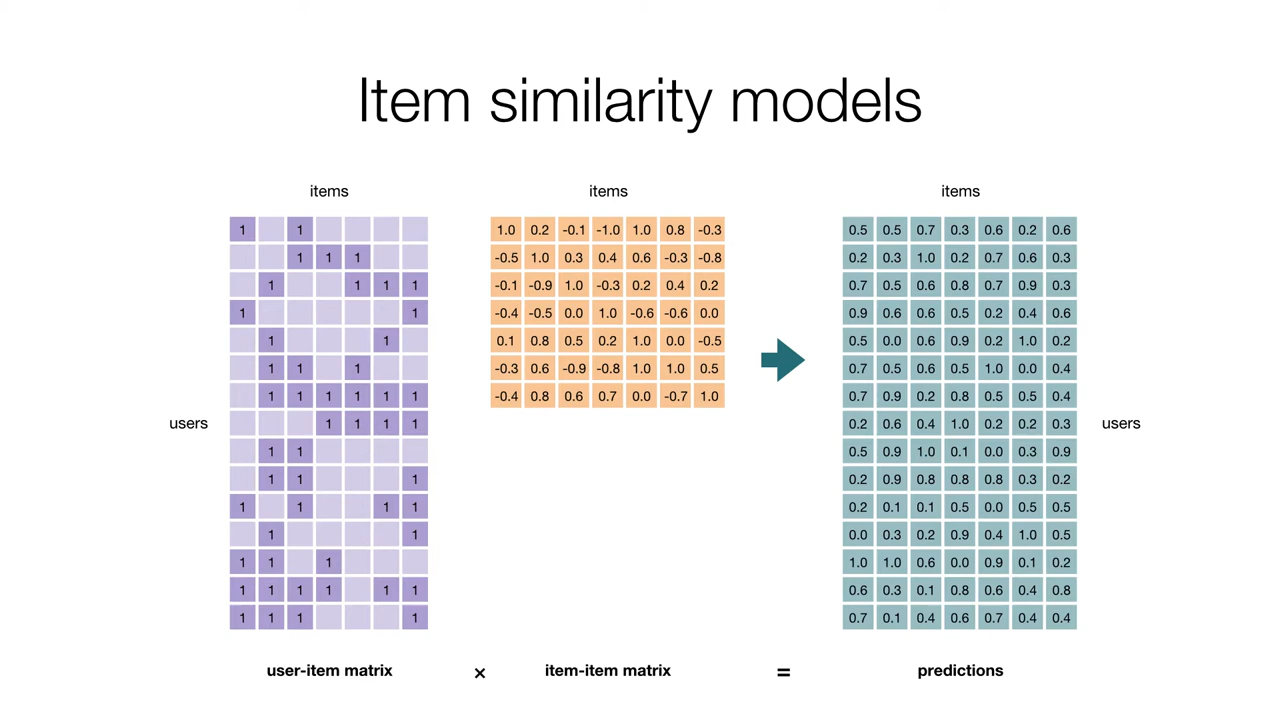 Item similarity models
items items items
1 1 1.0 0.2 -0.1 -1.0 1.0 0.8 -0.3 0.5 0.5 0.7 0.3 0.6 0.2 0.6
1 1 1 -0.5 1.0 0.3 0.4 0.6 -0.3 -0.8 0.2 0.3 1.0 0.2 0.7 0.6 0.3
1 1 1 1 -0.1 -0.9 1.0 -0.3 0.2 0.4 0.2 0.7 0.5 0.6 0.8 0.7 0.9 0.3
1 1 -0.4 -0.5 0.0 1.0 -0.6 -0.6 0.0 0.9 0.6 0.6 0.5 0.2 0.4 0.6
1 1 0.1 0.8 0.5 0.2 1.0 0.0 -0.5 0.5 0.0 0.6 0.9 0.2 1.0 0.2
1 1 1 -0.3 0.6 -0.9 -0.8 1.0 1.0 0.5 0.7 0.5 0.6 0.5 1.0 0.0 0.4
1 1 1 1 1 1 -0.4 0.8 0.6 0.7 0.0 -0.7 1.0 0.7 0.9 0.2 0.8 0.5 0.5 0.4
users 1 1 1 1 0.2 0.6 0.4 1.0 0.2 0.2 0.3 users
1 1 0.5 0.9 1.0 0.1 0.0 0.3 0.9
1 1 1 0.2 0.9 0.8 0.8 0.8 0.3 0.2
1 1 1 1 0.2 0.1 0.1 0.5 0.0 0.5 0.5
1 1 0.0 0.3 0.2 0.9 0.4 1.0 0.5
1 1 1 1.0 1.0 0.6 0.0 0.9 0.1 0.2
1 1 1 1 1 1 0.6 0.3 0.1 0.8 0.6 0.4 0.8
1 1 1 1 0.7 0.1 0.4 0.6 0.7 0.4 0.4
user-item matrix × item-item matrix = predictions